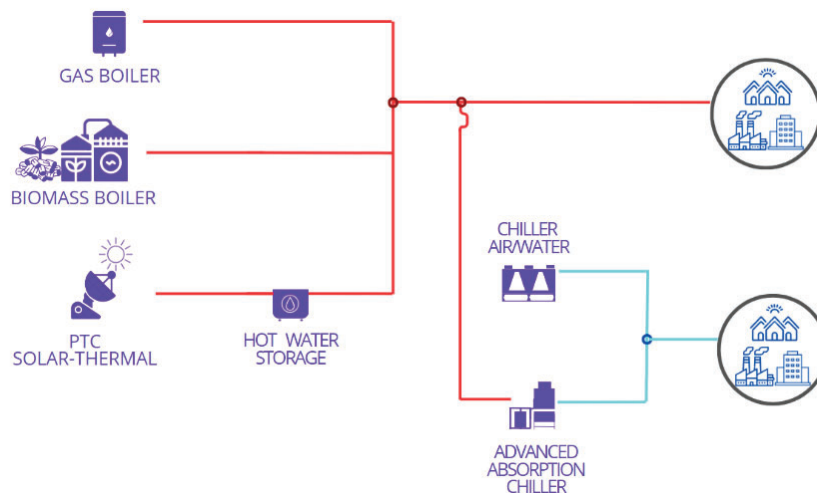 GAS BOILER
BIOMASS BOILER
PTC
SOLAR-THERMAL
HOT WATER
STORAGE
CHILLER
AIR/WATER
ADVANCED
ABSORPTION
CHILLER